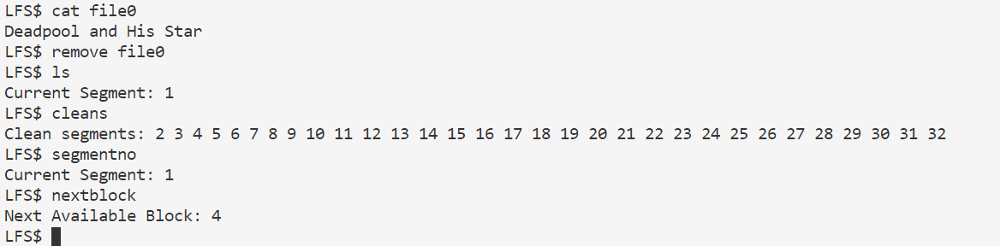 LFS$ cat file0
Deadpool and His Star
LFS$ remove file0
LFS$ ls
Current Segment: 1
LFS$ cleans
Clean segments: 2 3 4 5 6 7 8 9 10 11 12 13 14 15 16 17 18 19 20 21 22 23 24 25 26 27 28 29 30 31 32
LFS$ segmentno
Current Segment: 1
LFS$ nextblock
Next Available Block: 4
LFS$